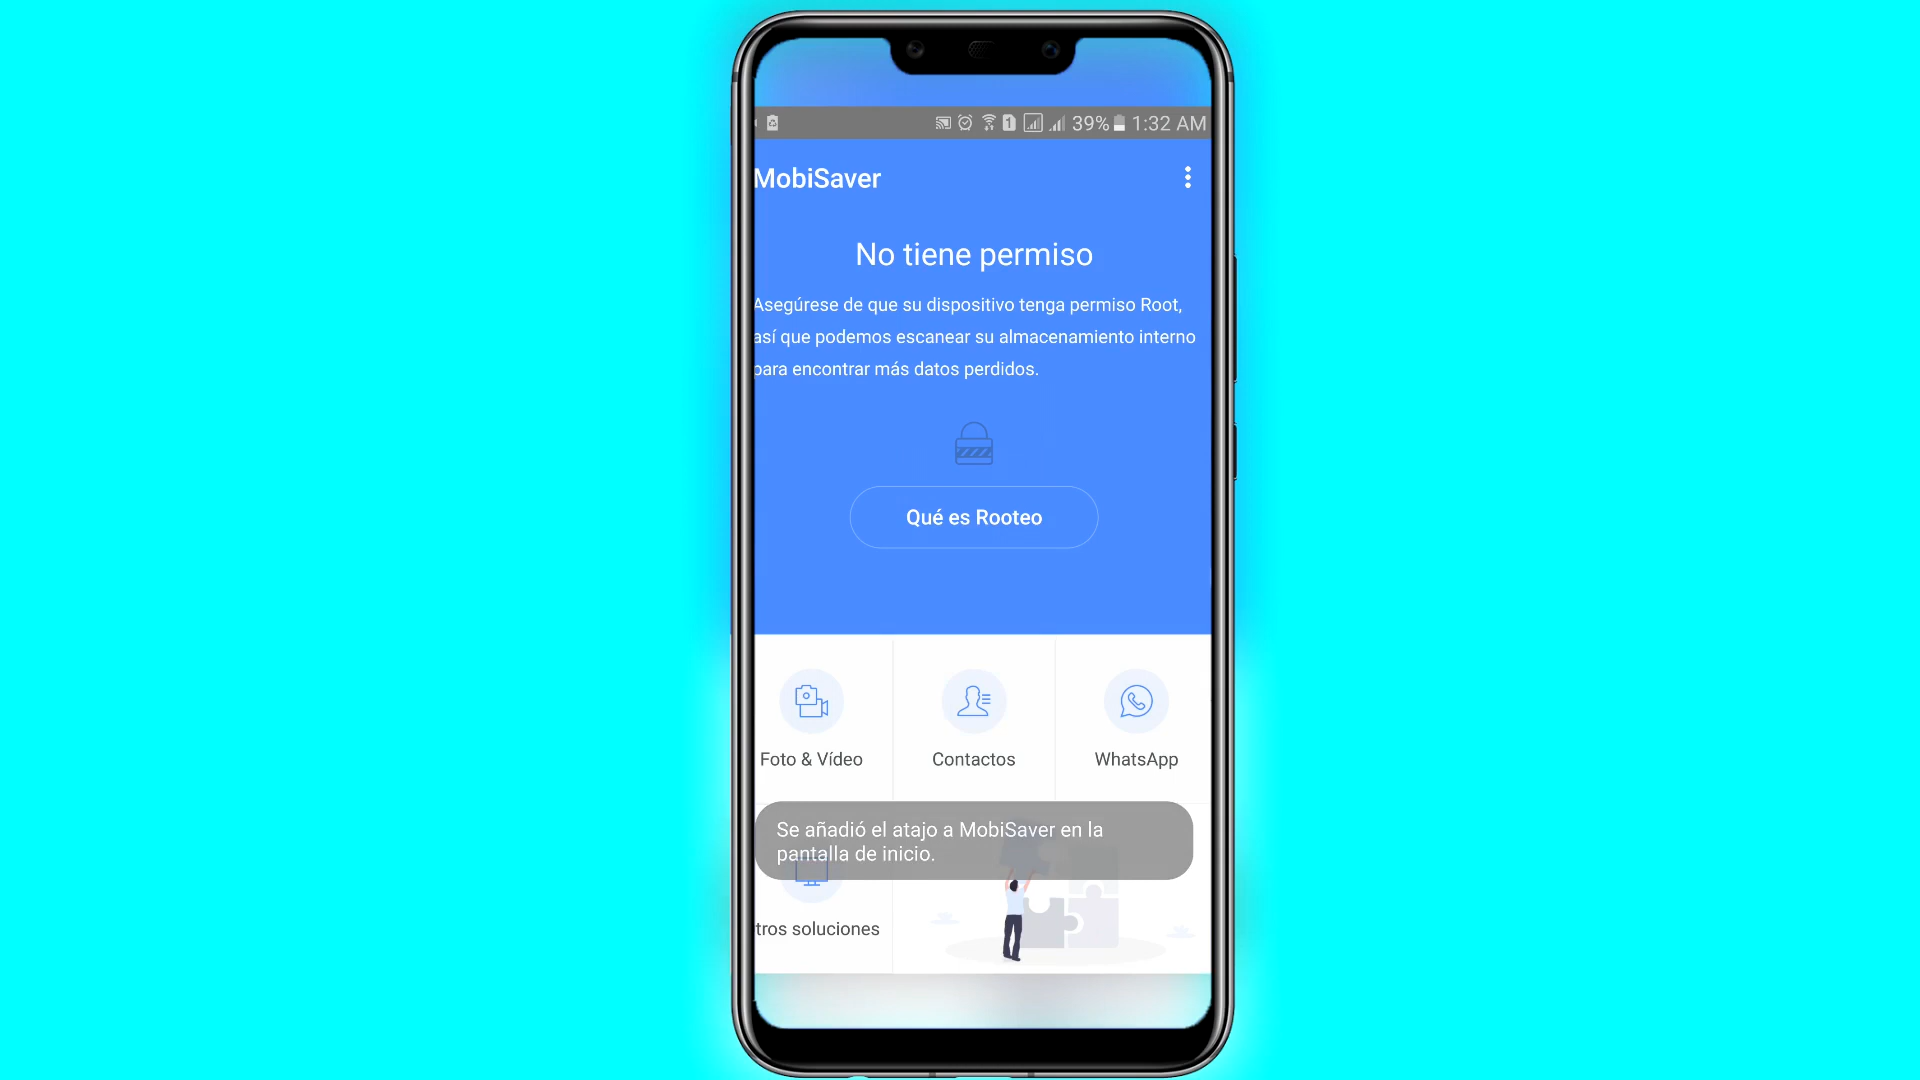 1 39% 1:32 AM
MobiSaver
No tiene permiso
Asegúrese de que su dispositivo tenga permiso Root,
así que podemos escanear su almacenamiento interno
para encontrar más datos perdidos.
Qué es Rooteo
Foto & Vídeo
Contactos
WhatsApp
Se añadió el atajo a MobiSaver en la
pantalla de inicio.
tros soluciones